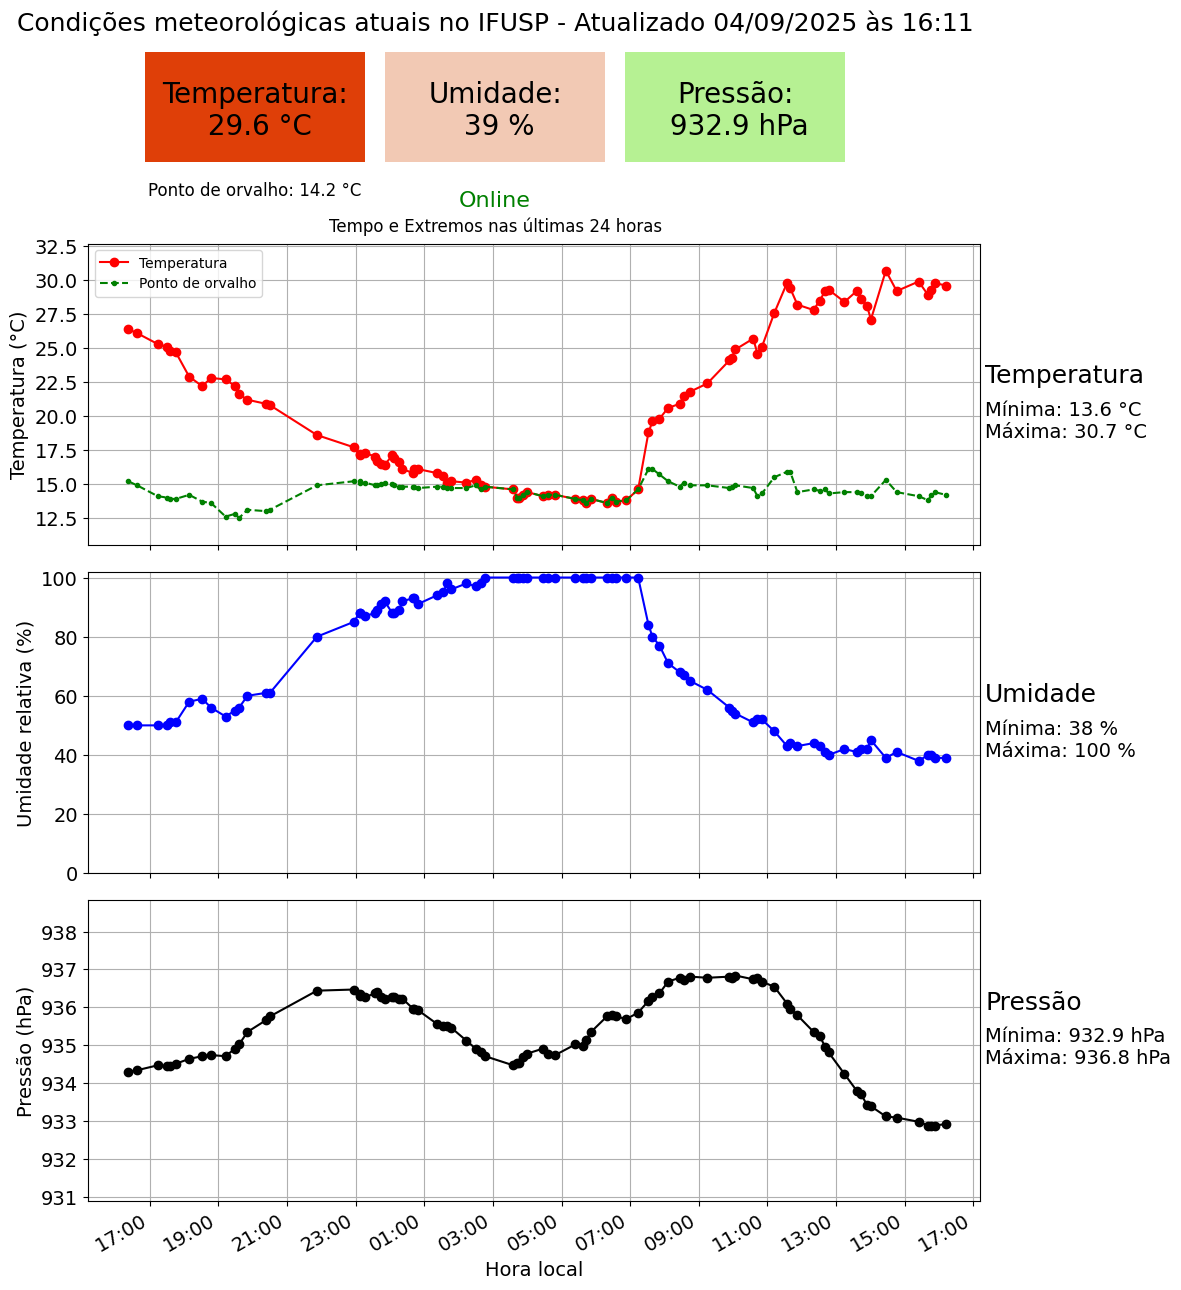 Condições meteorológicas atuais no IFUSP - Atualizado 04/09/2025 às 16:11
Temperatura:
29.6 °C
Umidade:
39 %
Pressão:
932.9 hPa
Ponto de orvalho: 14.2 °C
Online
Tempo e Extremos nas últimas 24 horas
Temperatura
Ponto de orvalho
32.5
30.0
27.5
25.0
22.5
20.0
17.5
15.0
12.5
Temperatura (°C)
Temperatura
Mínima: 13.6 °C
Máxima: 30.7 °C
100
80
60
40
20
0
Umidade relativa (%)
Umidade
Mínima: 38 %
Máxima: 100 %
938
937
936
935
934
933
932
931
Pressão (hPa)
Pressão
Mínima: 932.9 hPa
Máxima: 936.8 hPa
17:00 19:00 21:00 23:00 01:00 03:00 05:00 07:00 09:00 11:00 13:00 15:00 17:00
Hora local